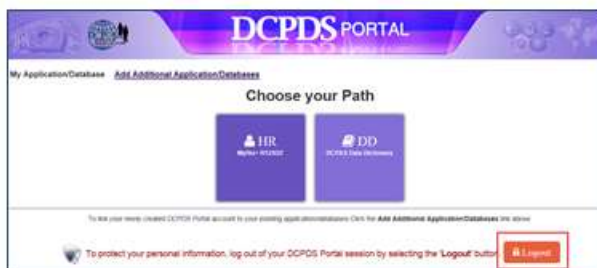 DCPDS PORTAL
My Application/Database Add Additional Application/Databases
Choose your Path
HR
DD
DCPDS Data Dictionary
To link your newly created DCPDS Portal account to your existing application/databases Click the Add Additional Application/Databases link above
To protect your personal information, log out of your DCPDS Portal session by selecting the 'Logout' button
Logout